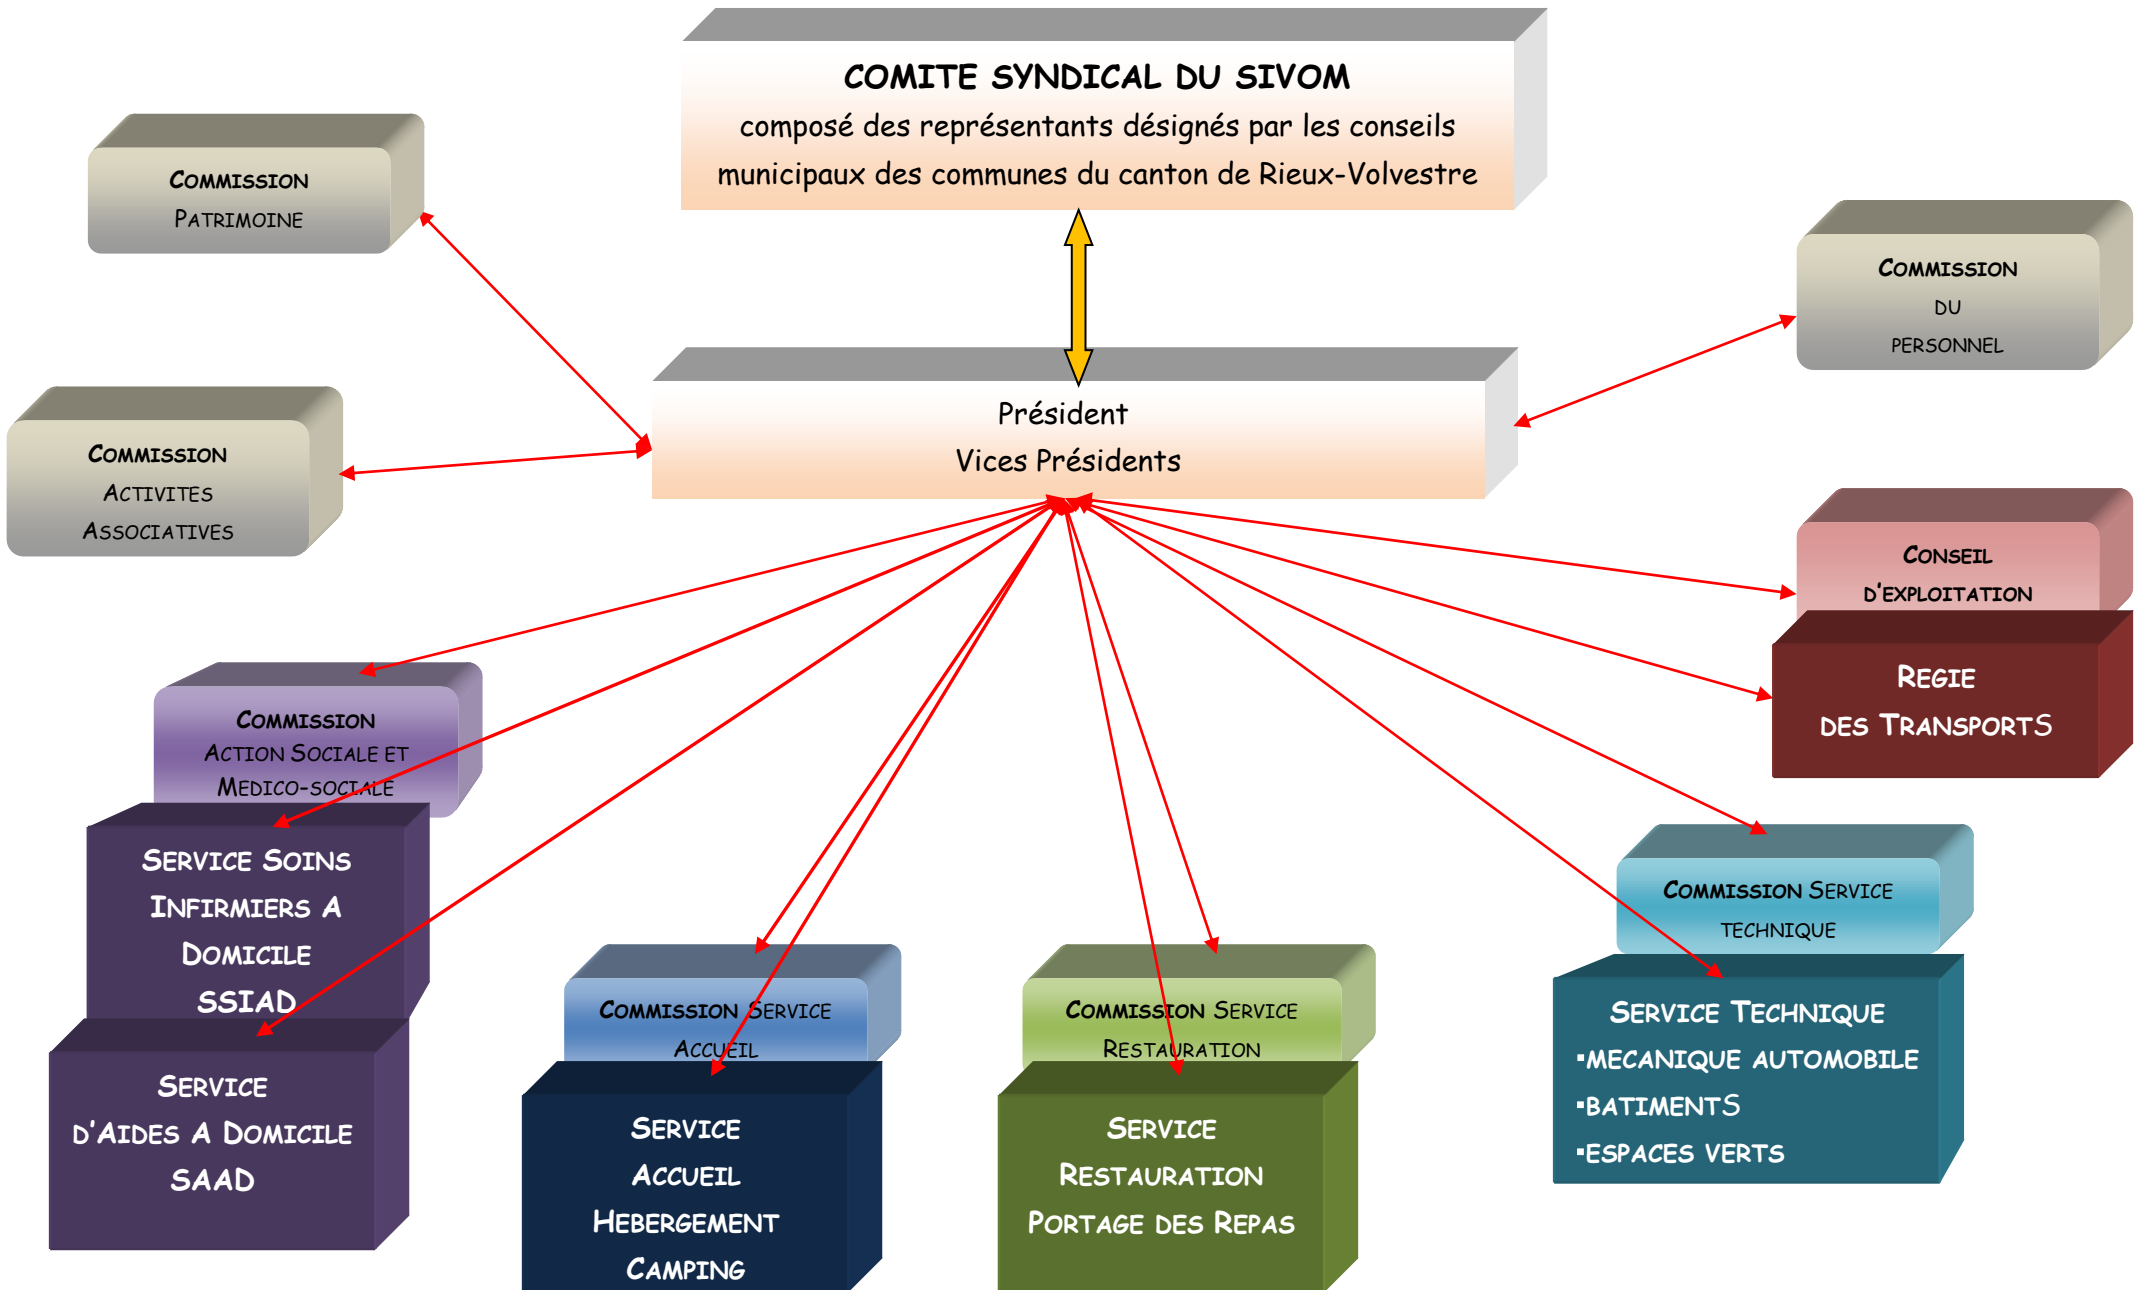 COMITE SYNDICAL DU SIVOM
composé des représentants désignés par les conseils
municipaux des communes du canton de Rieux-Volvestre
COMMISSION
PATRIMOINE
COMMISSION
DU
PERSONNEL
Président
Vices Présidents
COMMISSION
ACTIVITES
ASSOCIATIVES
CONSEIL
D'EXPLOITATION
REGIE
DES TRANSPORTS
COMMISSION
ACTION SOCIALE ET
MEDICO-SOCIALE
SERVICE SOINS
INFIRMIERS A
DOMICILE
SSIAD
SERVICE
D'AIDES A DOMICILE
SAAD
COMMISSION SERVICE
ACCUEIL
SERVICE
ACCUEIL
HEBERGEMENT
CAMPING
COMMISSION SERVICE
RESTAURATION
SERVICE
RESTAURATION
PORTAGE DES REPAS
COMMISSION SERVICE
TECHNIQUE
SERVICE TECHNIQUE
▪MECANIQUE AUTOMOBILE
▪BATIMENTS
▪ESPACES VERTS